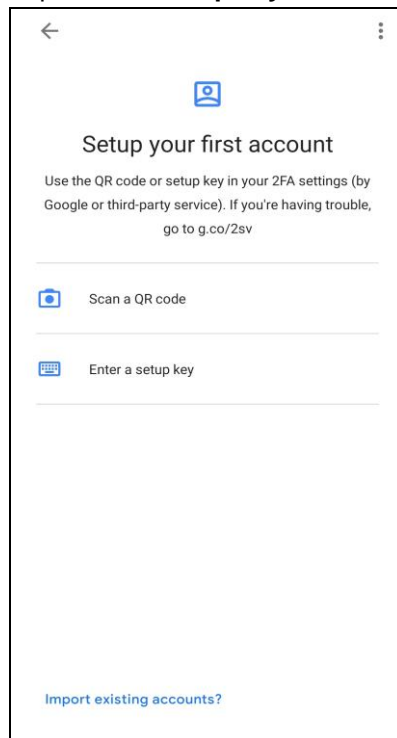 Setup your first account
Use the QR code or setup key in your 2FA settings (by
Google or third-party service). If you're having trouble,
go to g.co/2sv
Scan a QR code
Enter a setup key
Import existing accounts?